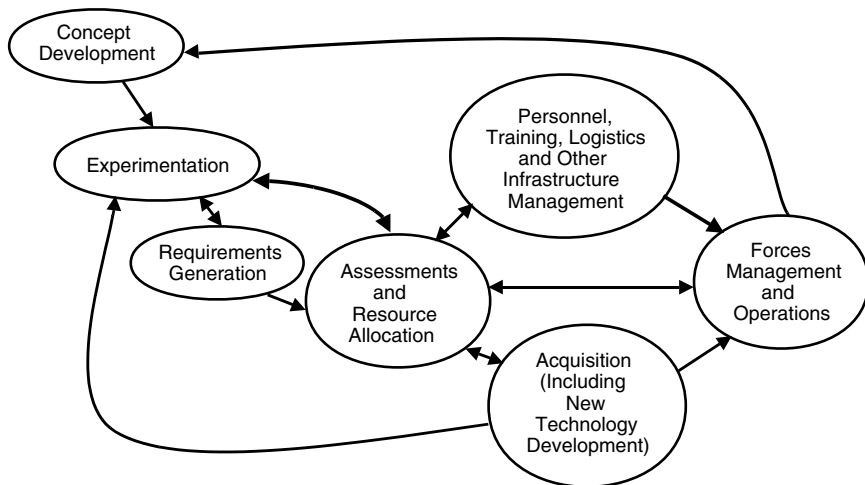 Concept
Development
Experimentation
Requirements
Generation
Assessments
and
Resource
Allocation
Personnel,
Training, Logistics
and Other
Infrastructure
Management
Forces
Management
and
Operations
Acquisition
(Including
New
Technology
Development)